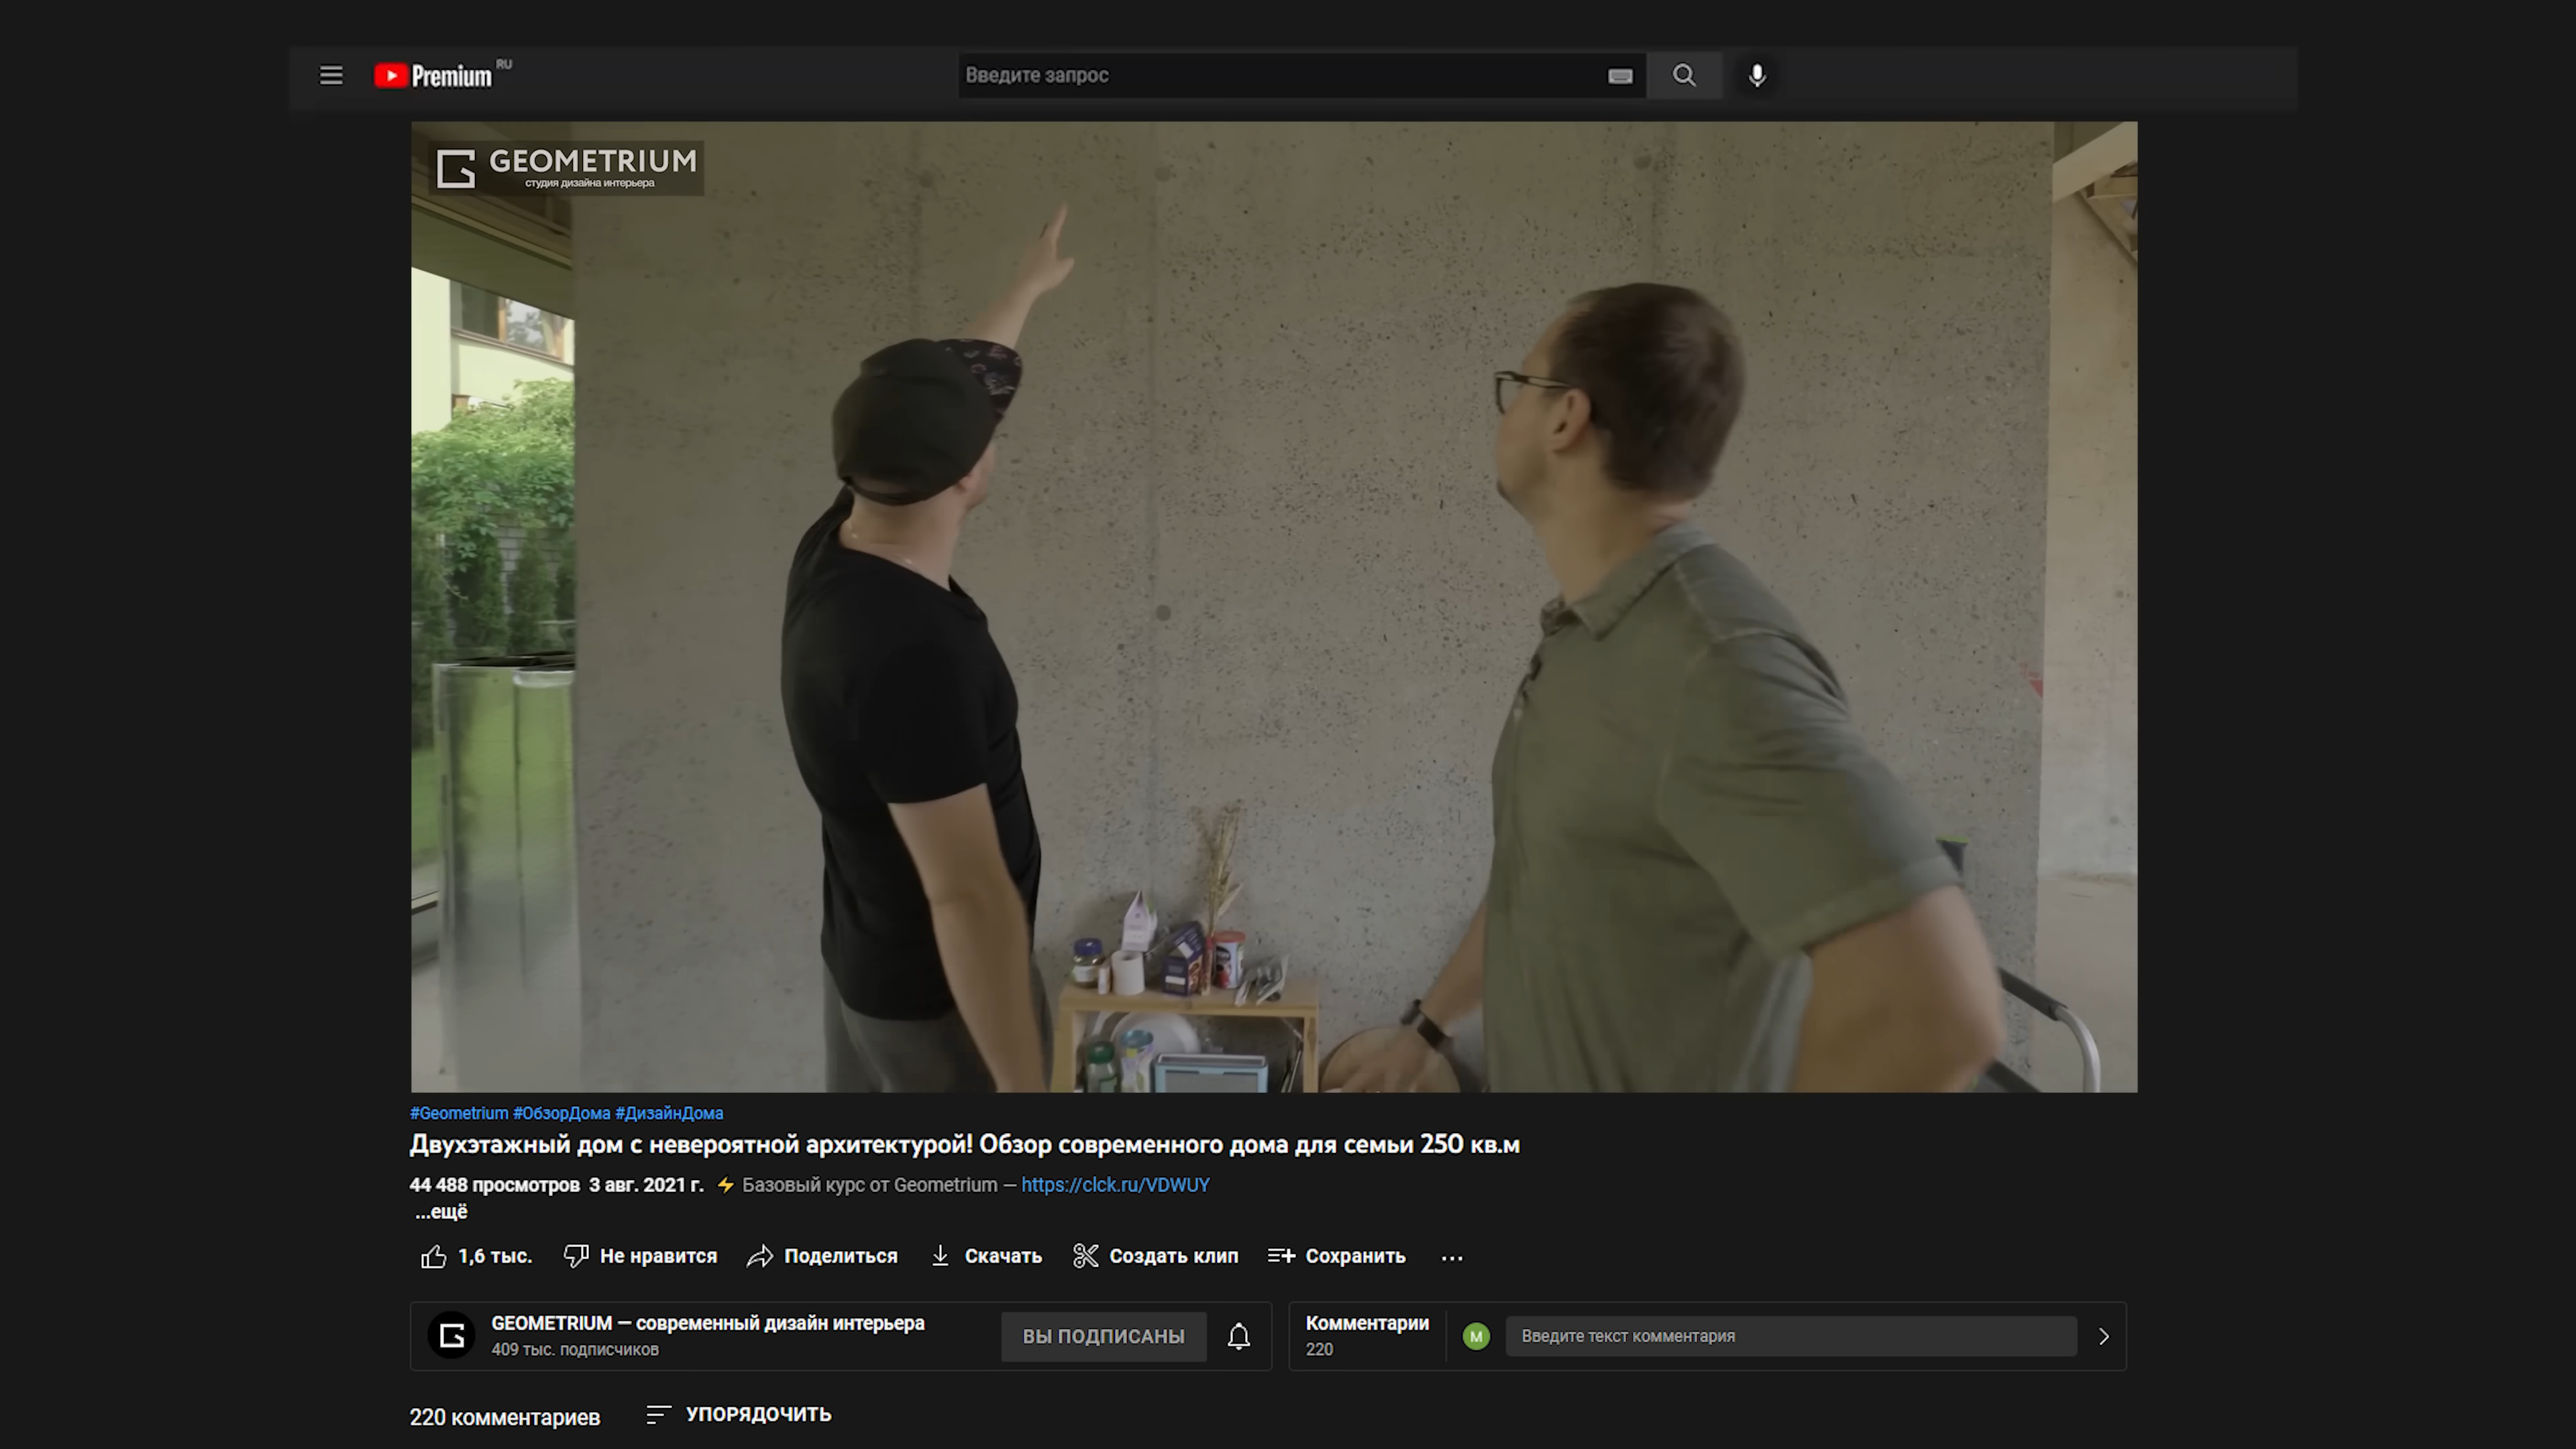 Premium RU
Введите запрос
GEOMETRIUM
студия дизайна интерьера
#Geometrium #ОбзорДома #ДизайнДома
Двухэтажный дом с невероятной архитектурой! Обзор современного дома для семьи 250 кв.м
44 488 просмотров 3 авг. 2021 г. ⚡ Базовый курс от Geometrium — https://clck.ru/VDWUY
...ещё
1,6 тыс. Не нравится Поделиться Скачать Создать клип Сохранить ...
GEOMETRIUM — современный дизайн интерьера
409 тыс. подписчиков
ВЫ ПОДПИСАНЫ
Комментарии
220
М
Введите текст комментария
220 комментариев УПОРЯДОЧИТЬ